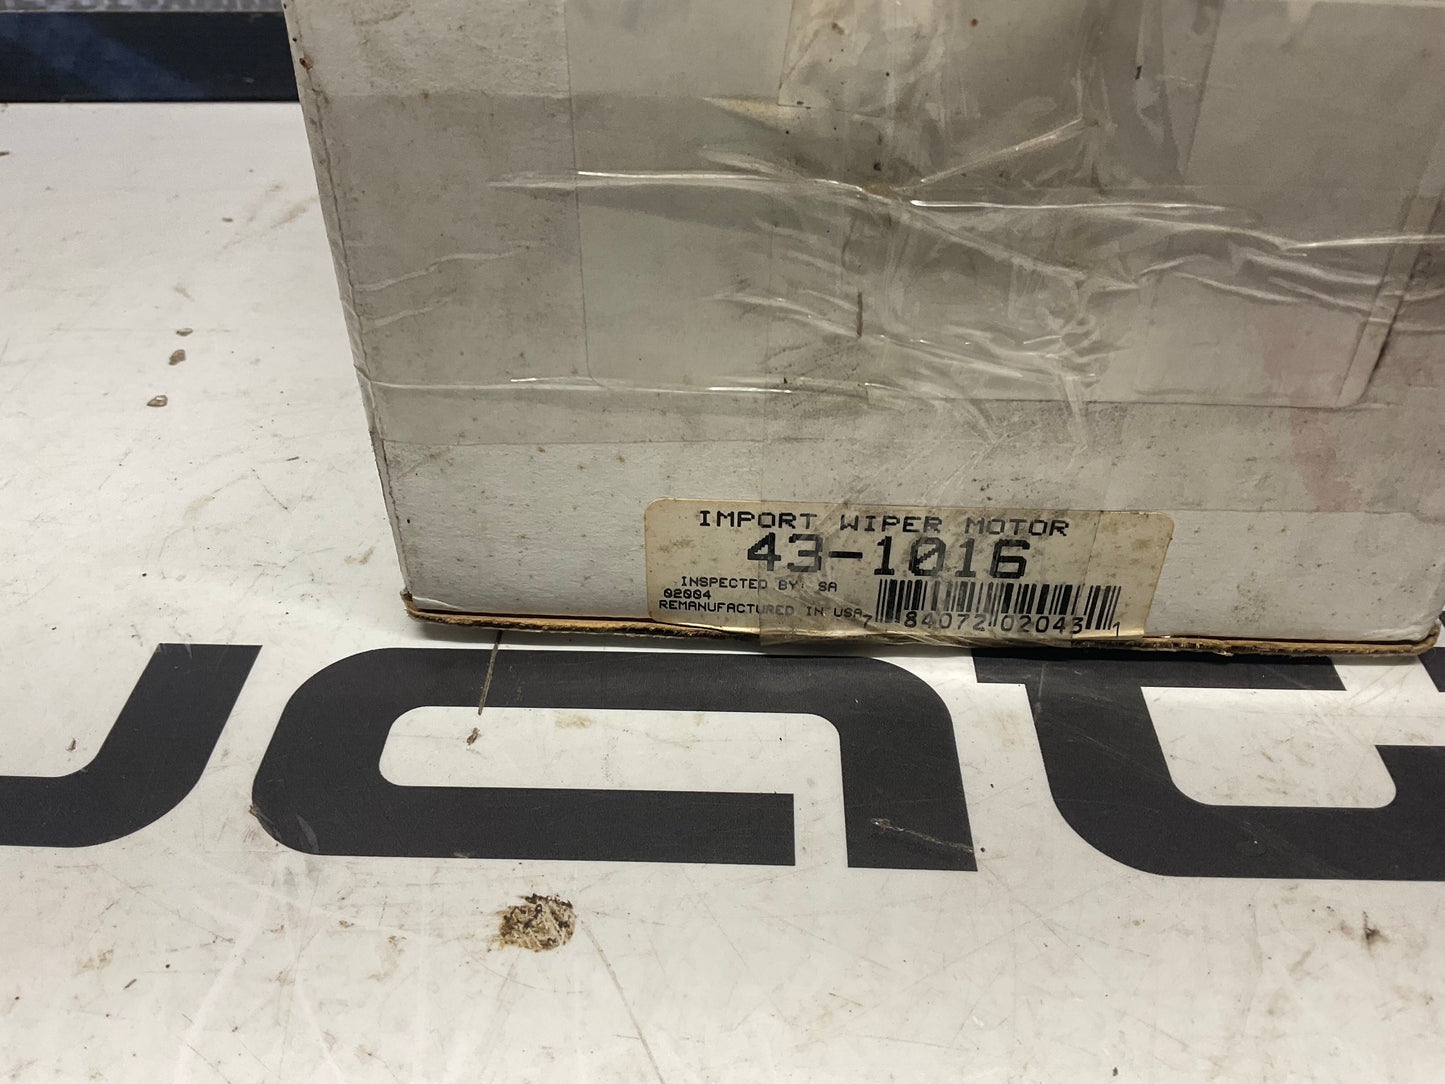 IMPORT WIPER MOTOR
43-1016
INSPECTED BY: SA
02004
REMANUFACTURED IN USA
7 84072 02043 1